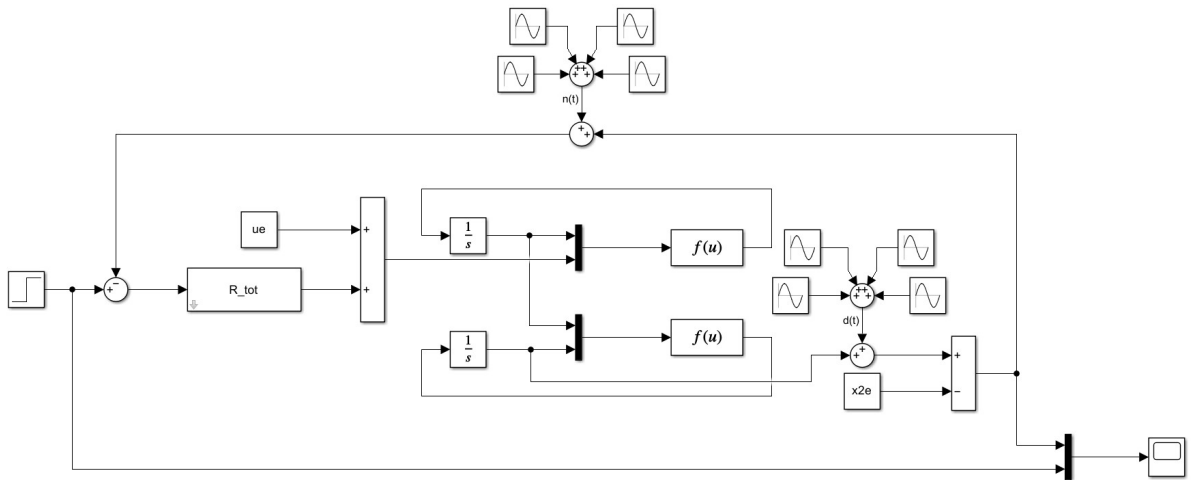 ++
+ +
n(t)
+
+
ue
1
s
f(u)
+
−
+
R_tot
+
++
+ +
d(t)
1
s
f(u)
+
+
+
x2e
−